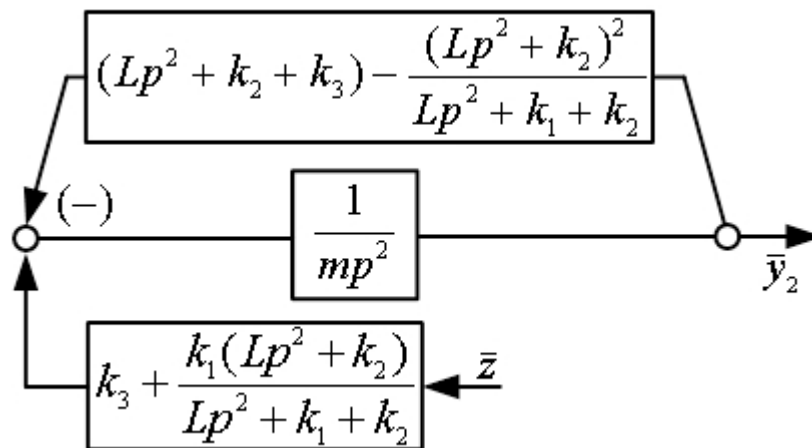 (Lp² + k₂ + k₃) − (Lp² + k₂)² / (Lp² + k₁ + k₂)
(−)
1 / mp²
ȳ₂
k₃ + k₁(Lp² + k₂) / (Lp² + k₁ + k₂)
z̄